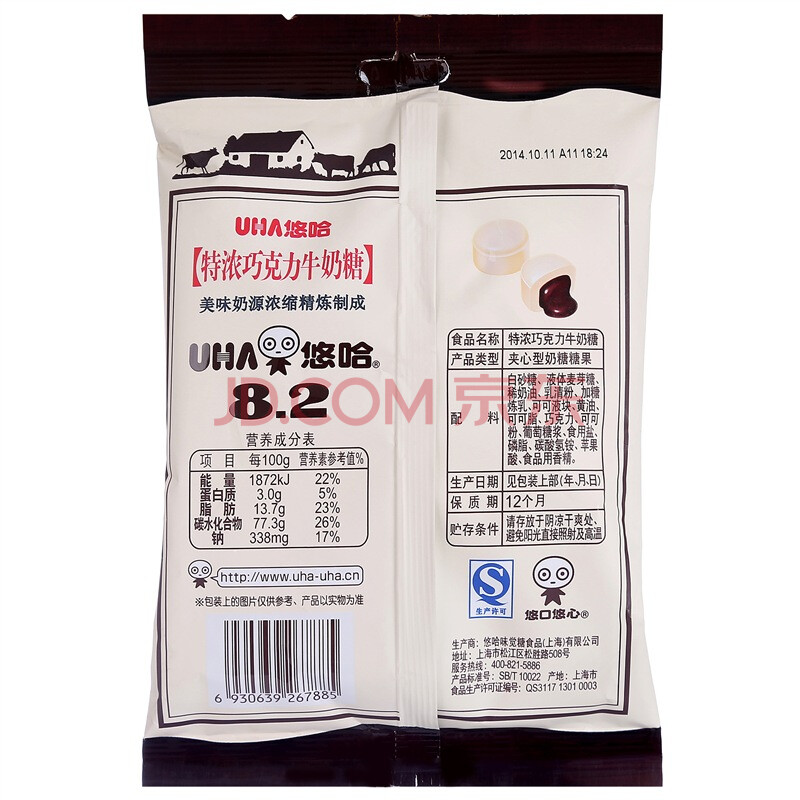 2014.10.11 A11 18:24
UHA悠哈
【特浓巧克力牛奶糖】
美味奶源浓缩精炼制成
UHA悠哈®
8.2
JD.COM 京东
营养成分表
项 目 每100g 营养素参考值%
能 量 1872kJ 22%
蛋白质 3.0g 5%
脂 肪 13.7g 23%
碳水化合物 77.3g 26%
钠 338mg 17%
http://www.uha-uha.cn
※包装上的图片仅供参考、产品以实物为准
6 930639 267885
食品名称 特浓巧克力牛奶糖
产品类型 夹心型奶糖糖果
配 料 白砂糖、液体麦芽糖、
稀奶油、乳清粉、加糖
炼乳、可可液块、黄油、
可可脂、巧克力、可可
粉、葡萄糖浆、食用盐、
磷脂、碳酸氢铵、苹果
酸、食品用香精。
生产日期 见包装上部(年、月、日)
保 质 期 12个月
贮存条件 请存放于阴凉干爽处、
避免阳光直接照射及高温
QS
生产许可
悠口悠心®
生产商：悠哈味觉糖食品(上海)有限公司
地址：上海市松江区松胜路508号
服务热线：400-821-5886
产品标准号：SB/T 10022 产地：上海市
食品生产许可证编号：QS3117 1301 0003